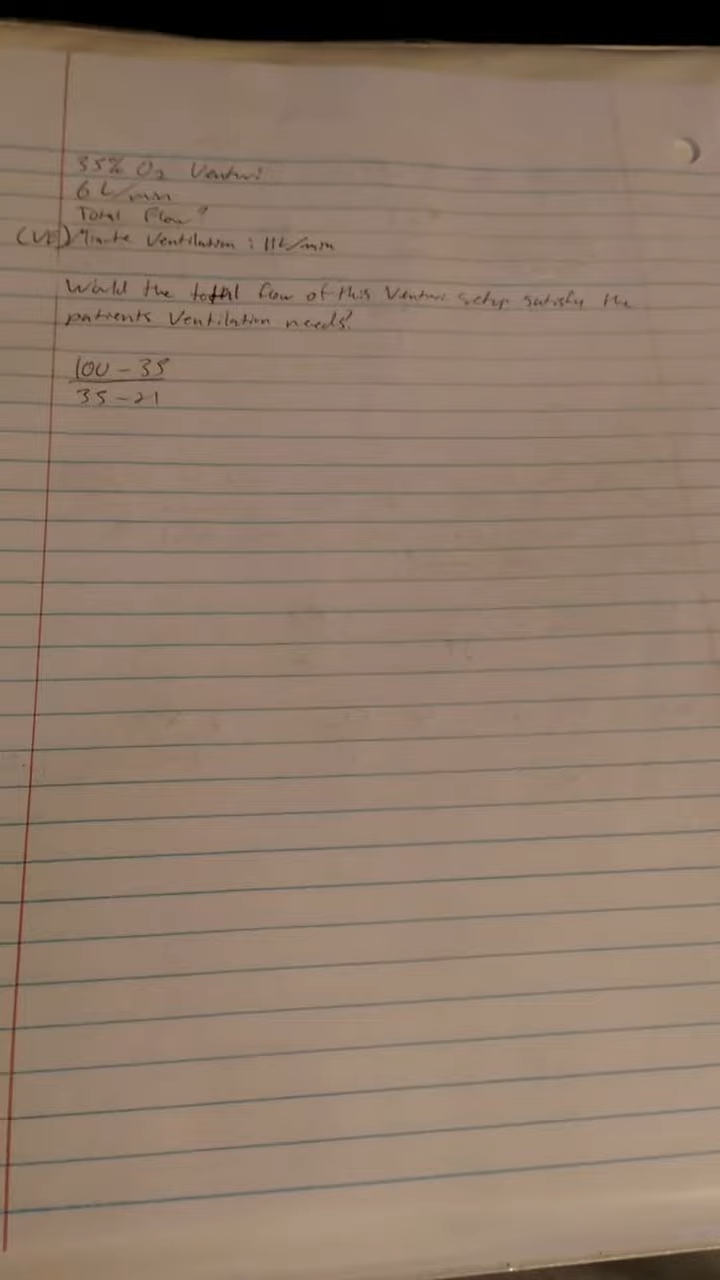 35% O2 Venturi
6 L/min
Total Flow?
(VE) Minute Ventilation : 11L/min
Would the total flow of this Venturi setup satisfy the
patients Ventilation needs?
100 - 35
35 - 21